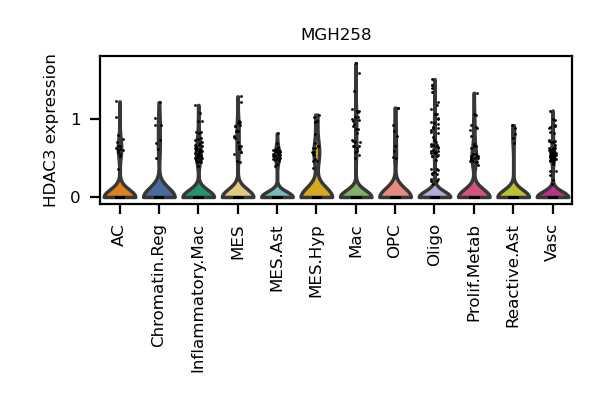 MGH258
HDAC3 expression
1
0
AC
Chromatin.Reg
Inflammatory.Mac
MES
MES.Ast
MES.Hyp
Mac
OPC
Oligo
Prolif.Metab
Reactive.Ast
Vasc